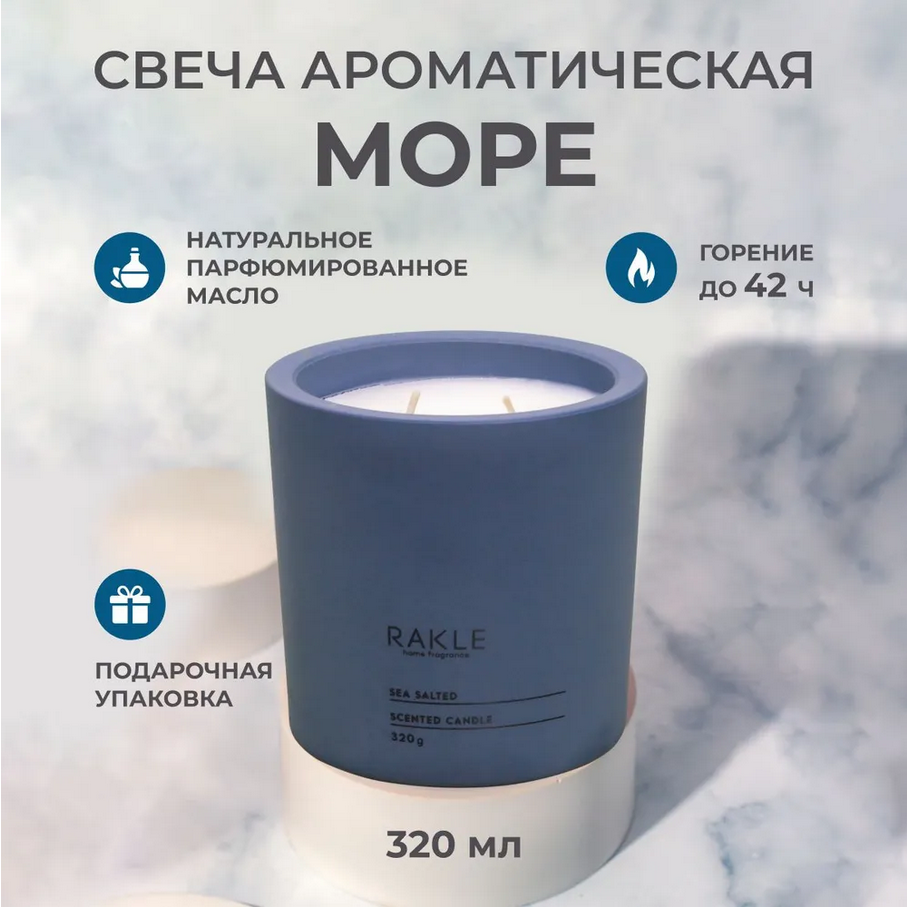 СВЕЧА АРОМАТИЧЕСКАЯ
МОРЕ
НАТУРАЛЬНОЕ
ПАРФЮМИРОВАННОЕ
МАСЛО
ГОРЕНИЕ
ДО 42 Ч
ПОДАРОЧНАЯ
УПАКОВКА
RAKLE
home fragrance
SEA SALTED
SCENTED CANDLE
320g
320 мл